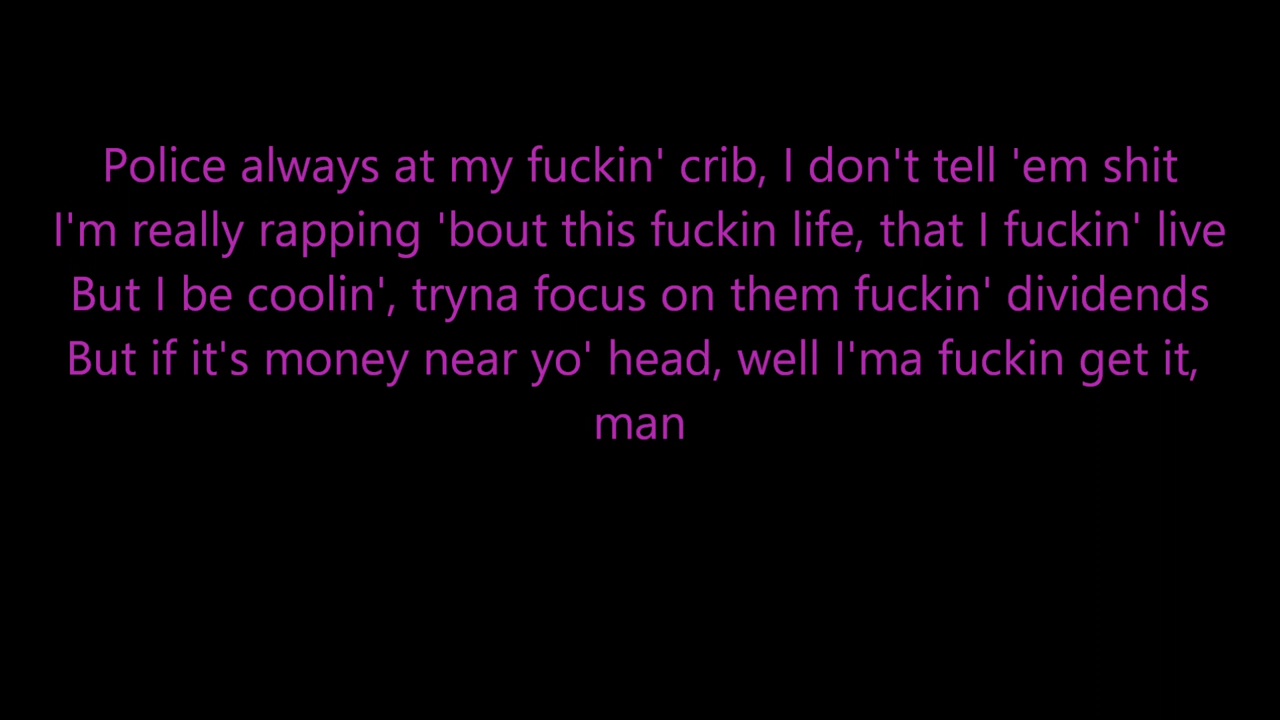 Police always at my fuckin' crib, I don't tell 'em shit
I'm really rapping 'bout this fuckin life, that I fuckin' live
But I be coolin', tryna focus on them fuckin' dividends
But if it's money near yo' head, well I'ma fuckin get it,
man